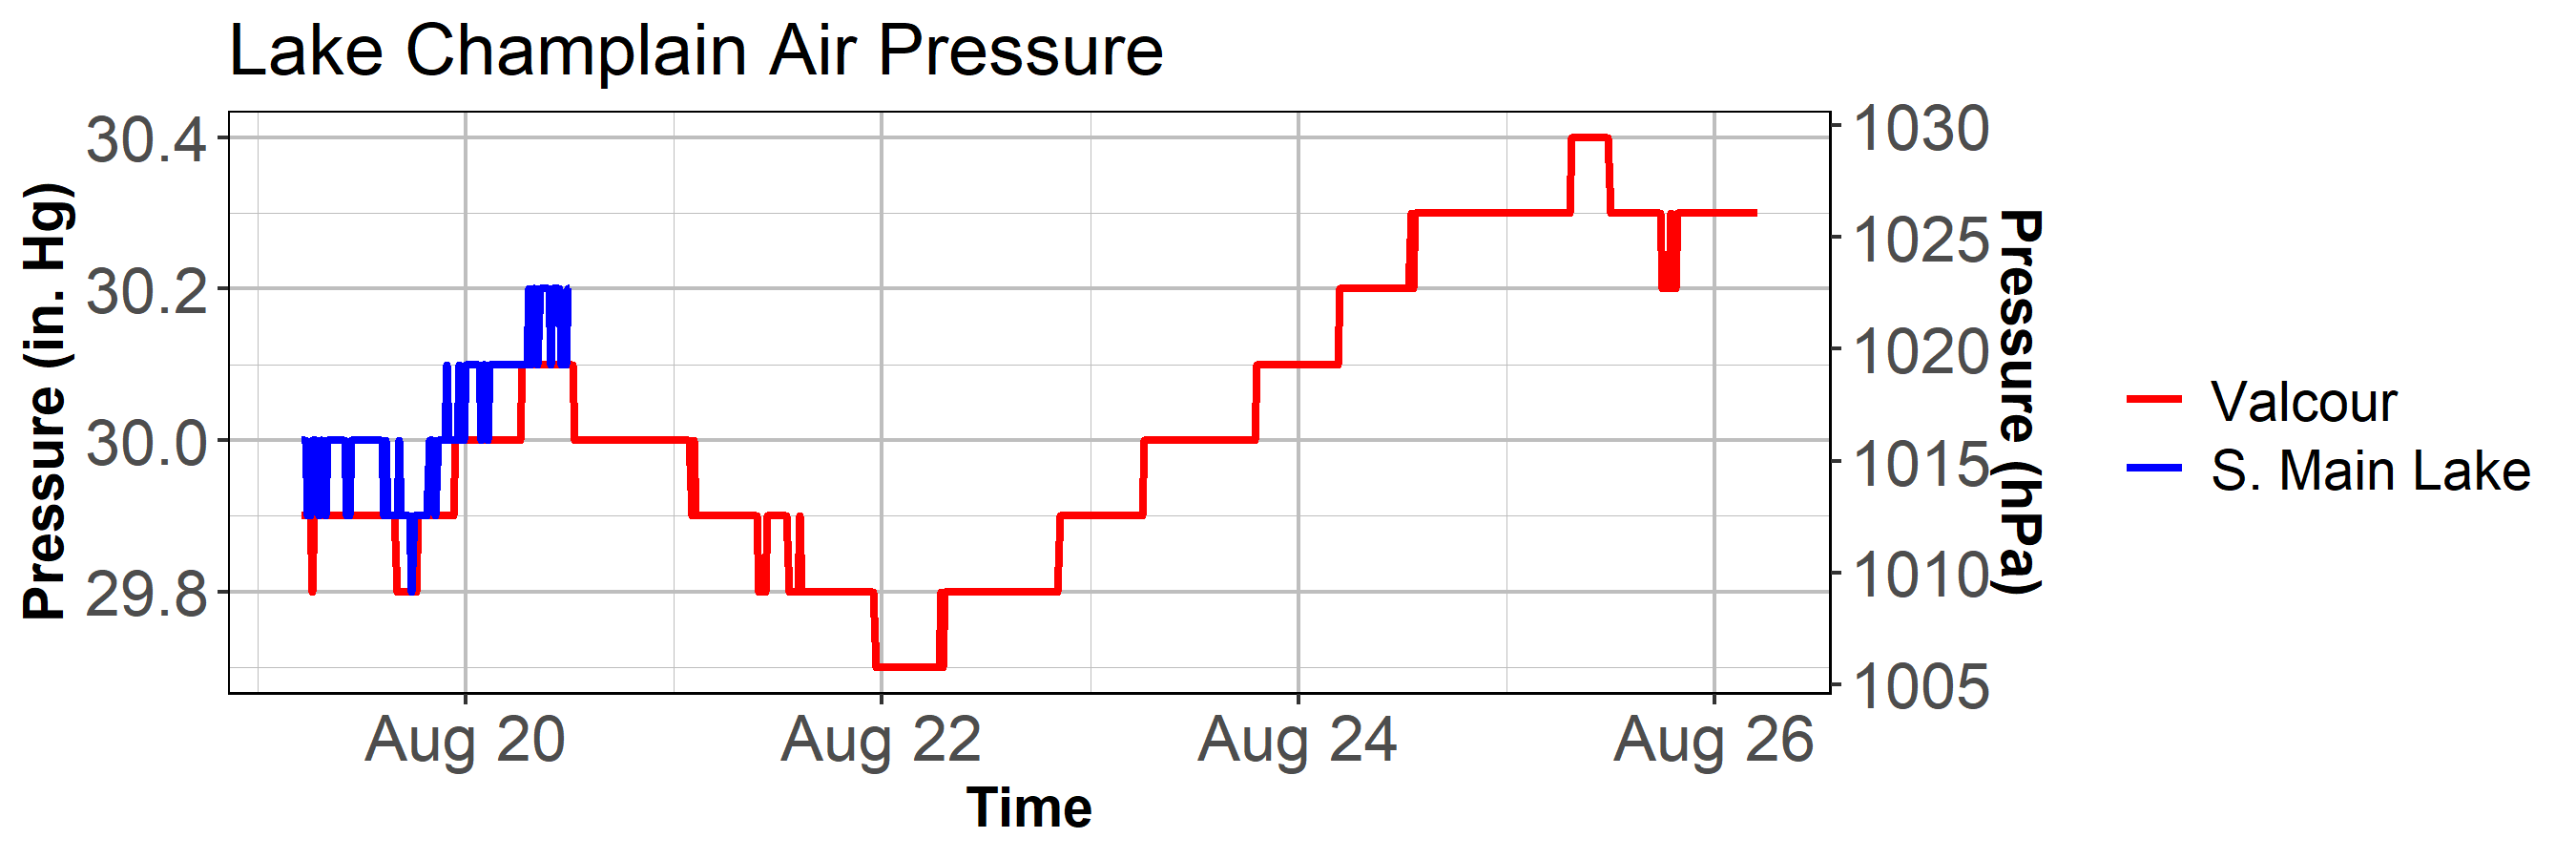 Lake Champlain Air Pressure
30.4
30.2
30.0
29.8
Pressure (in. Hg)
1030
1025
1020
1015
1010
1005
Pressure (hPa)
Aug 20
Aug 22
Aug 24
Aug 26
Time
Valcour
S. Main Lake